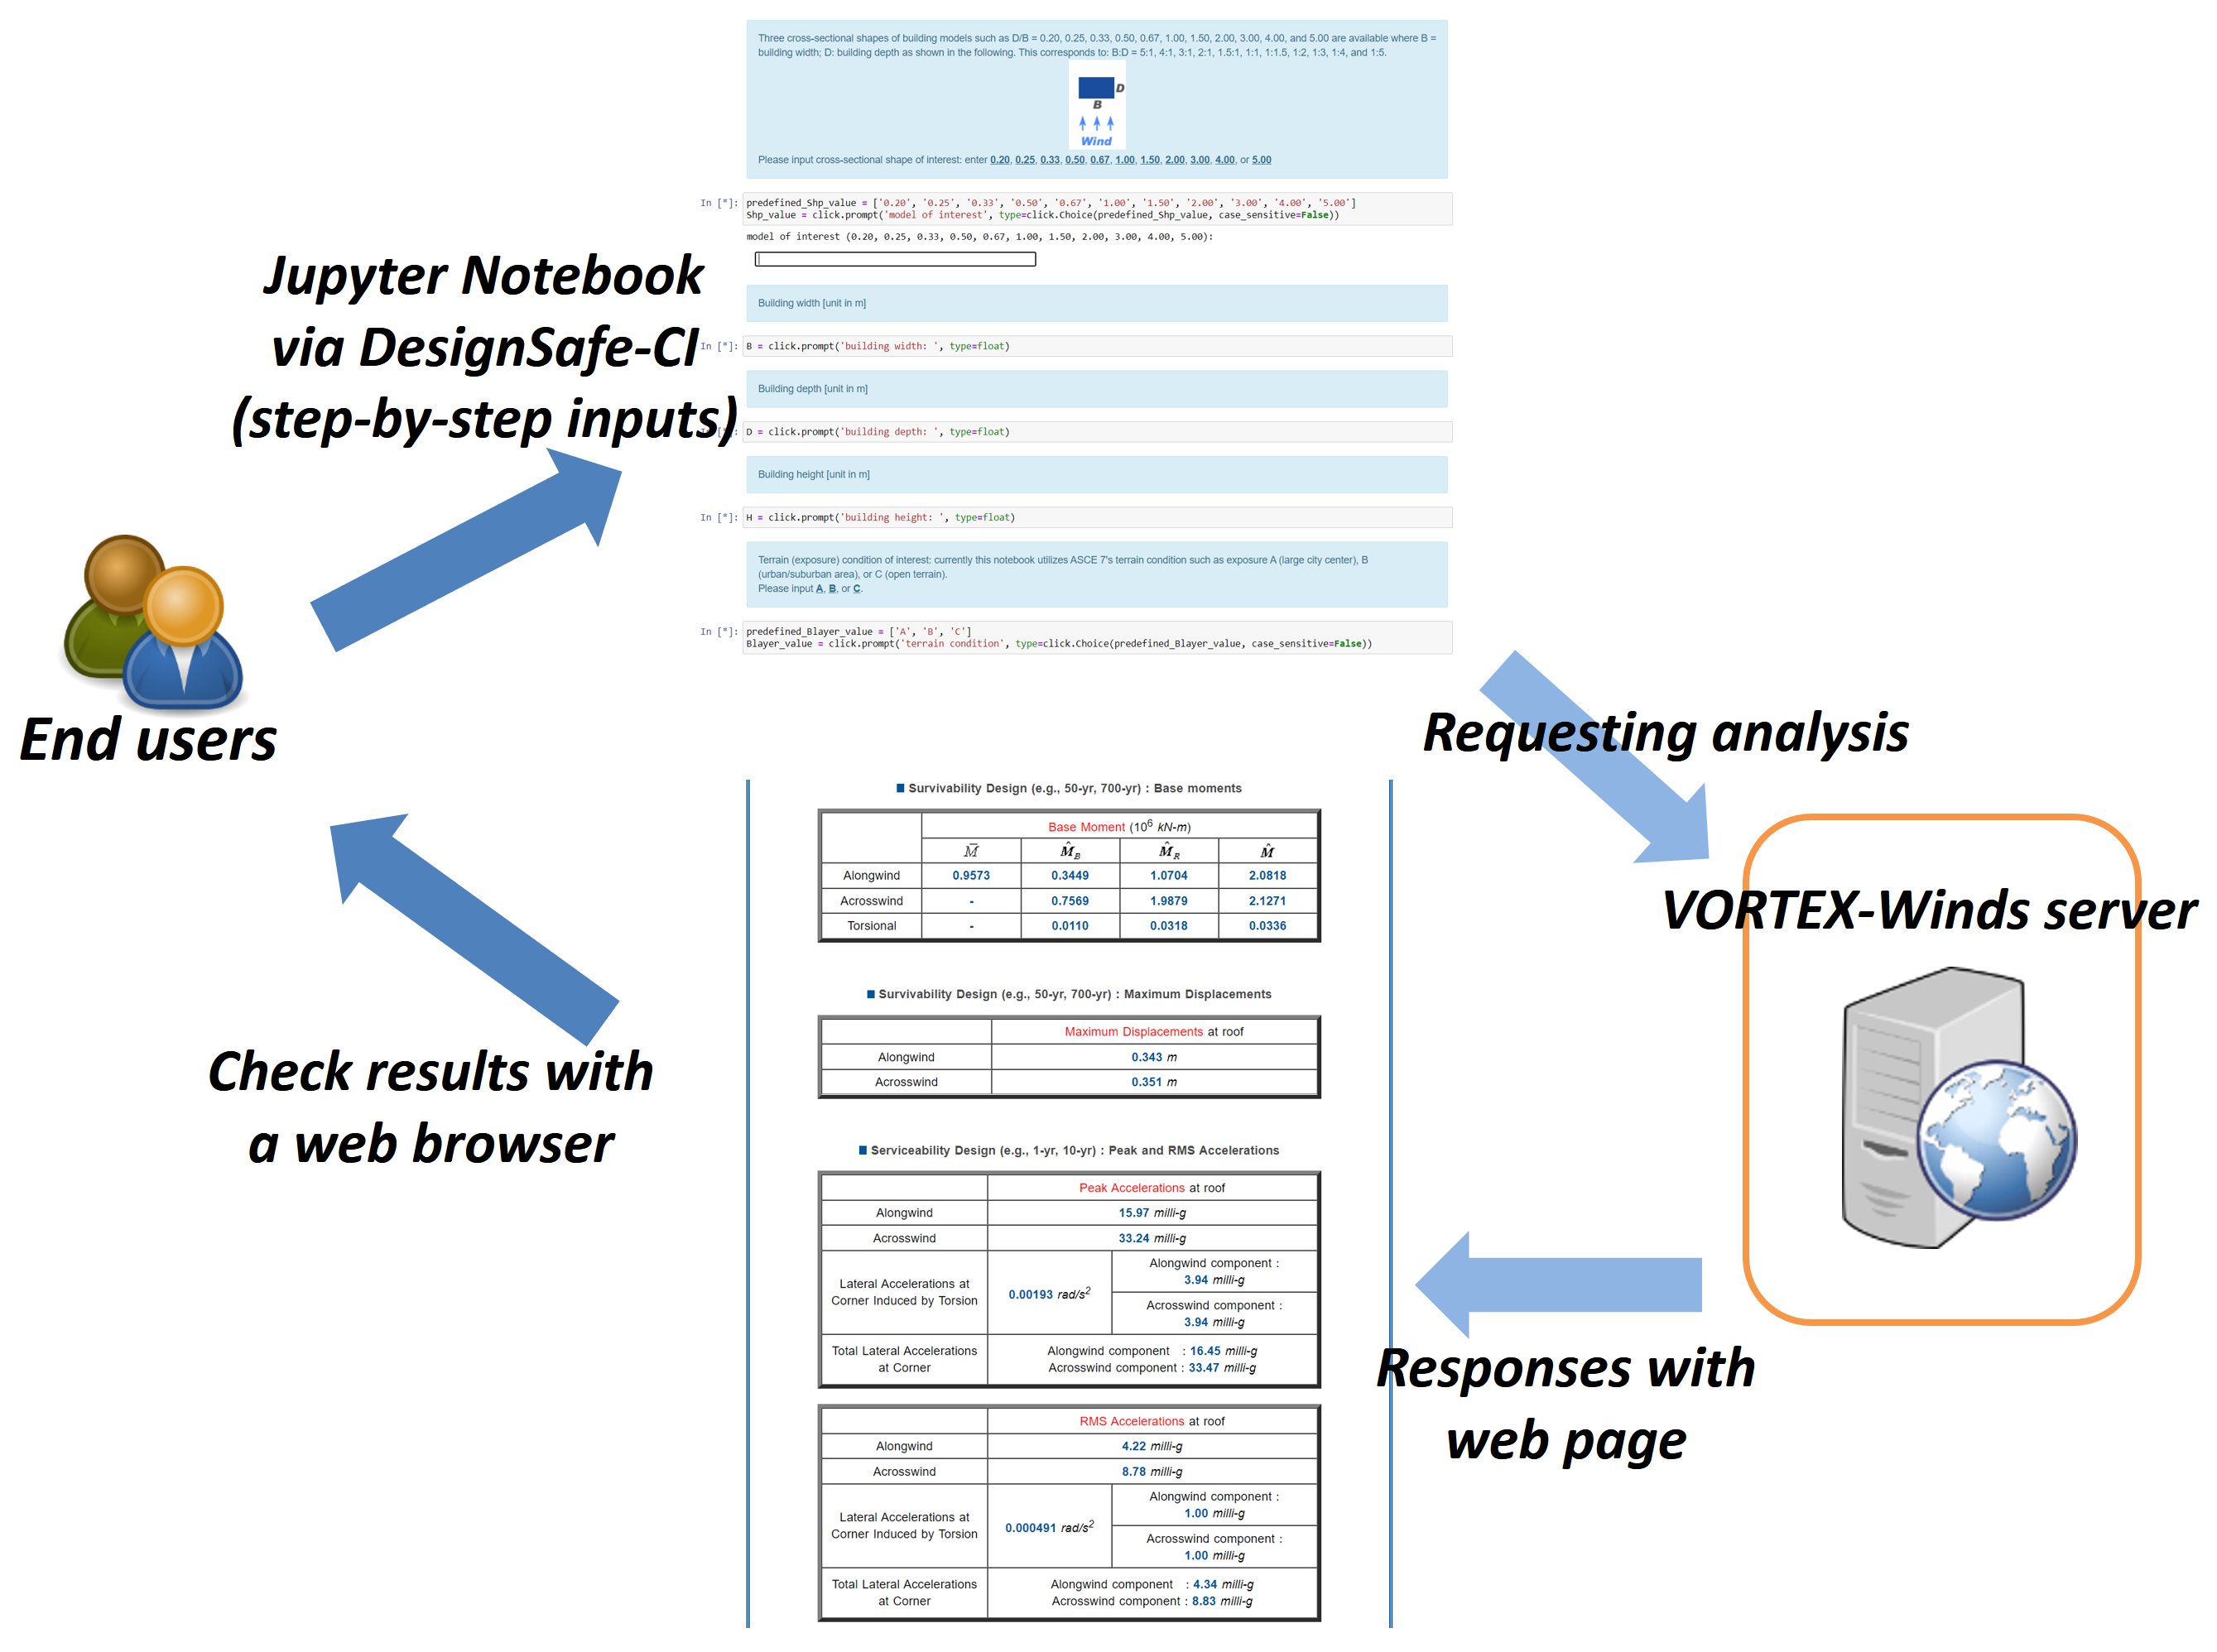 Three cross-sectional shapes of building models such as D/B = 0.20, 0.25, 0.33, 0.50, 0.67, 1.00, 1.50, 2.00, 3.00, 4.00, and 5.00 are available where B =
building width; D: building depth as shown in the following. This corresponds to: B:D = 5:1, 4:1, 3:1, 2:1, 1.5:1, 1:1, 1:1.5, 1:2, 1:3, 1:4, and 1:5.
D
B
Wind
Please input cross-sectional shape of interest: enter 0.20, 0.25, 0.33, 0.50, 0.67, 1.00, 1.50, 2.00, 3.00, 4.00, or 5.00
In [*]: predefined_Shp_value = ['0.20', '0.25', '0.33', '0.50', '0.67', '1.00', '1.50', '2.00', '3.00', '4.00', '5.00']
Shp_value = click.prompt('model of interest', type=click.Choice(predefined_Shp_value, case_sensitive=False))
model of interest (0.20, 0.25, 0.33, 0.50, 0.67, 1.00, 1.50, 2.00, 3.00, 4.00, 5.00):
Building width [unit in m]
In [*]: B = click.prompt('building width: ', type=float)
Building depth [unit in m]
D = click.prompt('building depth: ', type=float)
Building height [unit in m]
In [*]: H = click.prompt('building height: ', type=float)
Terrain (exposure) condition of interest: currently this notebook utilizes ASCE 7's terrain condition such as exposure A (large city center), B
(urban/suburban area), or C (open terrain).
Please input A, B, or C.
In [*]: predefined_Blayer_value = ['A', 'B', 'C']
Blayer_value = click.prompt('terrain condition', type=click.Choice(predefined_Blayer_value, case_sensitive=False))
Jupyter Notebook
via DesignSafe-CI
(step-by-step inputs)
End users
Requesting analysis
VORTEX-Winds server
Responses with
web page
Check results with
a web browser
Survivability Design (e.g., 50-yr, 700-yr) : Base moments
Base Moment (10⁶ kN-m)
M̄ M̂_B M̂_R M̂
Alongwind 0.9573 0.3449 1.0704 2.0818
Acrosswind - 0.7569 1.9879 2.1271
Torsional - 0.0110 0.0318 0.0336
Survivability Design (e.g., 50-yr, 700-yr) : Maximum Displacements
Maximum Displacements at roof
Alongwind 0.343 m
Acrosswind 0.351 m
Serviceability Design (e.g., 1-yr, 10-yr) : Peak and RMS Accelerations
Peak Accelerations at roof
Alongwind 15.97 milli-g
Acrosswind 33.24 milli-g
Lateral Accelerations at
Corner Induced by Torsion
0.00193 rad/s²
Alongwind component :
3.94 milli-g
Acrosswind component :
3.94 milli-g
Total Lateral Accelerations
at Corner
Alongwind component : 16.45 milli-g
Acrosswind component : 33.47 milli-g
RMS Accelerations at roof
Alongwind 4.22 milli-g
Acrosswind 8.78 milli-g
Lateral Accelerations at
Corner Induced by Torsion
0.000491 rad/s²
Alongwind component :
1.00 milli-g
Acrosswind component :
1.00 milli-g
Total Lateral Accelerations
at Corner
Alongwind component : 4.34 milli-g
Acrosswind component : 8.83 milli-g